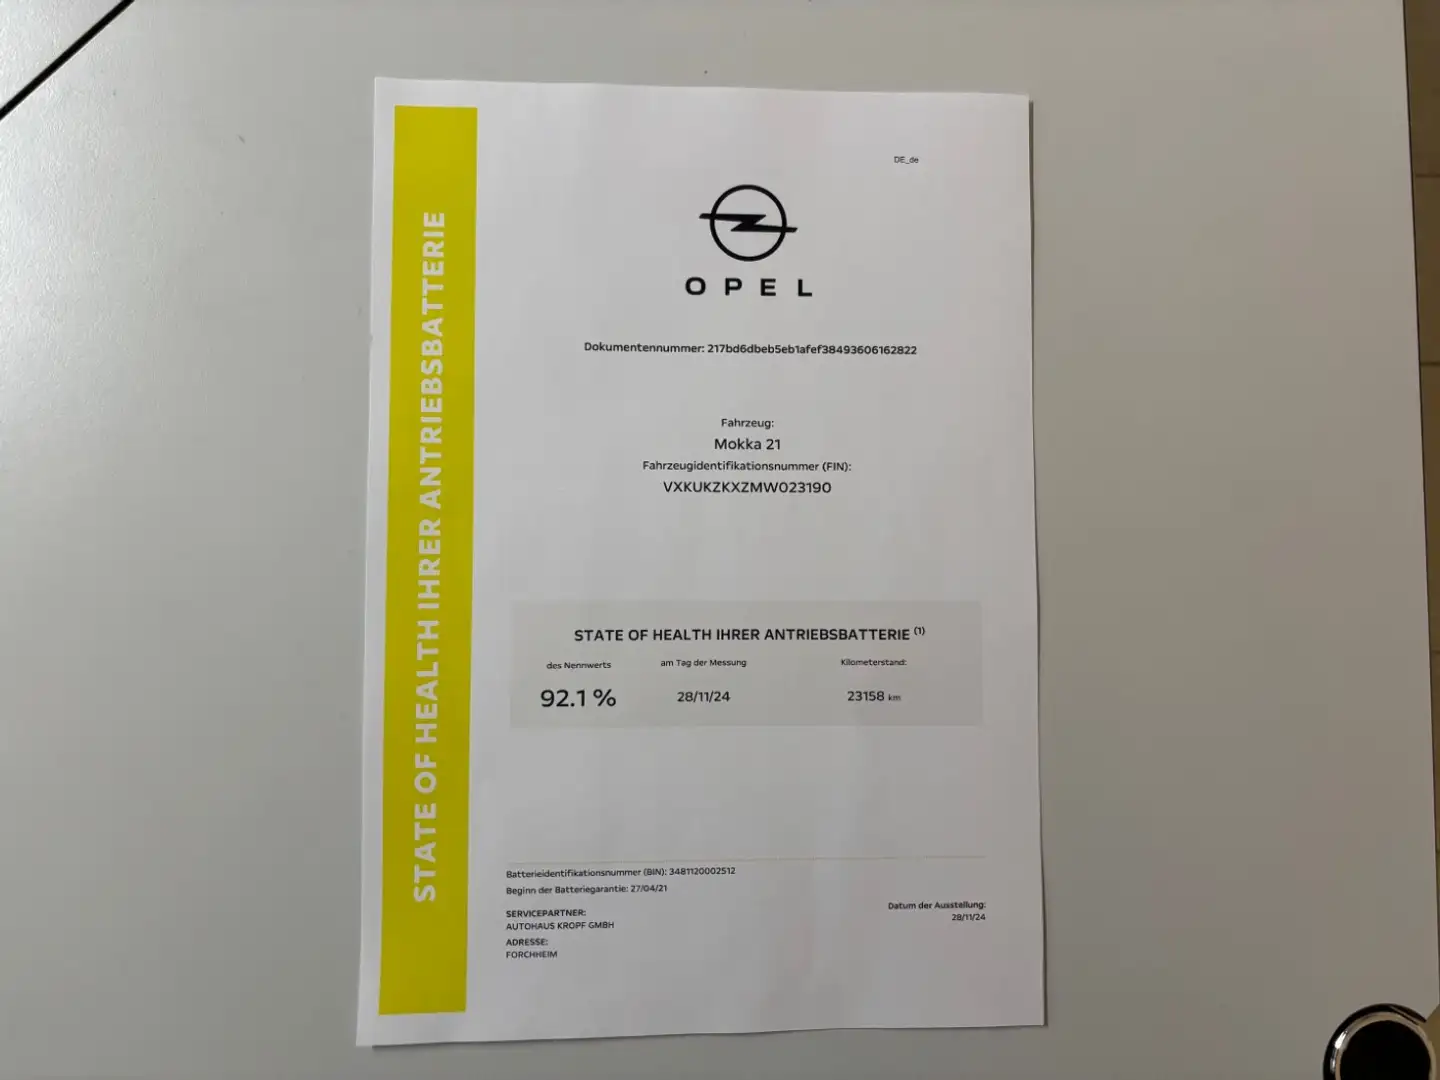 STATE OF HEALTH IHRER ANTRIEBSBATTERIE
DE_de
OPEL
Dokumentennummer: 217bd6dbeb5eb1afef38493606162822
Fahrzeug:
Mokka 21
Fahrzeugidentifikationsnummer (FIN):
VXKUKZKXZMW023190
STATE OF HEALTH IHRER ANTRIEBSBATTERIE (1)
des Nennwerts am Tag der Messung Kilometerstand:
92.1 % 28/11/24 23158 km
Batterieidentifikationsnummer (BIN): 3481120002512
Beginn der Batteriegarantie: 27/04/21
SERVICEPARTNER:
AUTOHAUS KROPF GMBH
ADRESSE:
FORCHHEIM
Datum der Ausstellung:
28/11/24